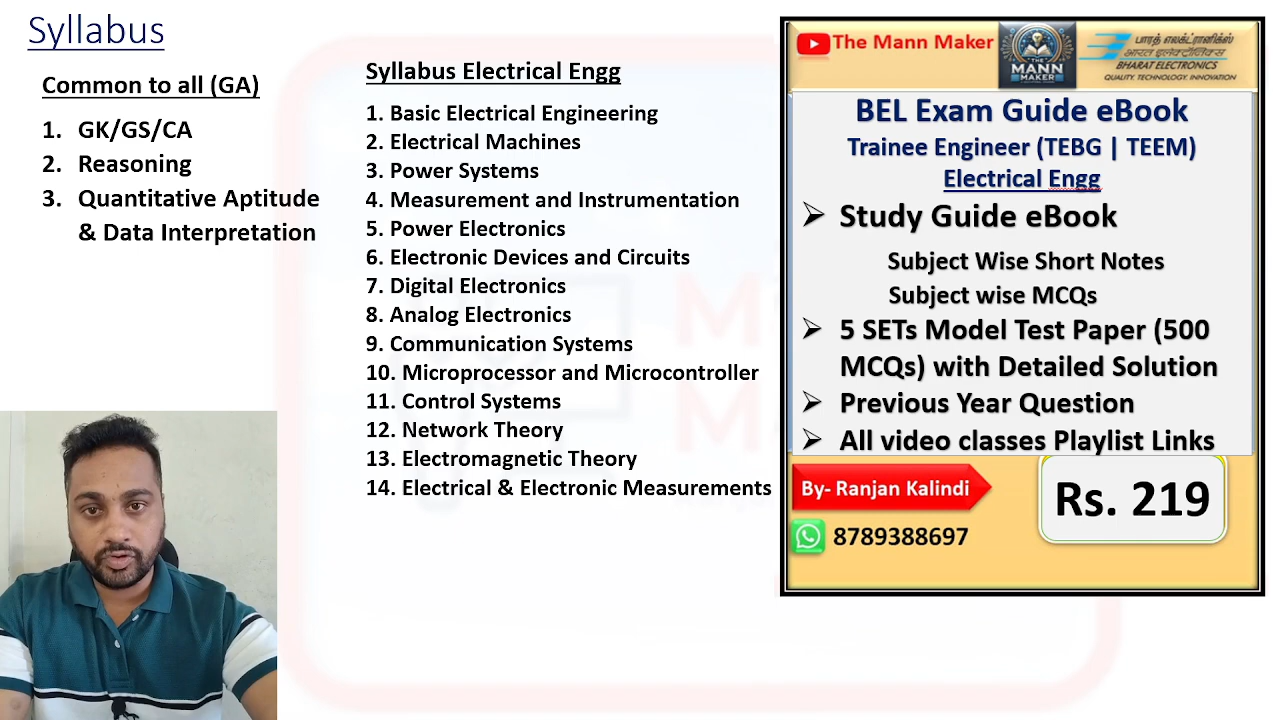 Syllabus
Common to all (GA)
1. GK/GS/CA
2. Reasoning
3. Quantitative Aptitude
& Data Interpretation
Syllabus Electrical Engg
1. Basic Electrical Engineering
2. Electrical Machines
3. Power Systems
4. Measurement and Instrumentation
5. Power Electronics
6. Electronic Devices and Circuits
7. Digital Electronics
8. Analog Electronics
9. Communication Systems
10. Microprocessor and Microcontroller
11. Control Systems
12. Network Theory
13. Electromagnetic Theory
14. Electrical & Electronic Measurements
The Mann Maker
THE
MANN
MAKER
பாரத் எலக்ட்ரானிக்ஸ்
भारत इलेक्ट्रॉनिक्स
BHARAT ELECTRONICS
QUALITY. TECHNOLOGY. INNOVATION
BEL Exam Guide eBook
Trainee Engineer (TEBG | TEEM)
Electrical Engg
➢ Study Guide eBook
Subject Wise Short Notes
Subject wise MCQs
➢ 5 SETs Model Test Paper (500
MCQs) with Detailed Solution
➢ Previous Year Question
➢ All video classes Playlist Links
By- Ranjan Kalindi
Rs. 219
8789388697